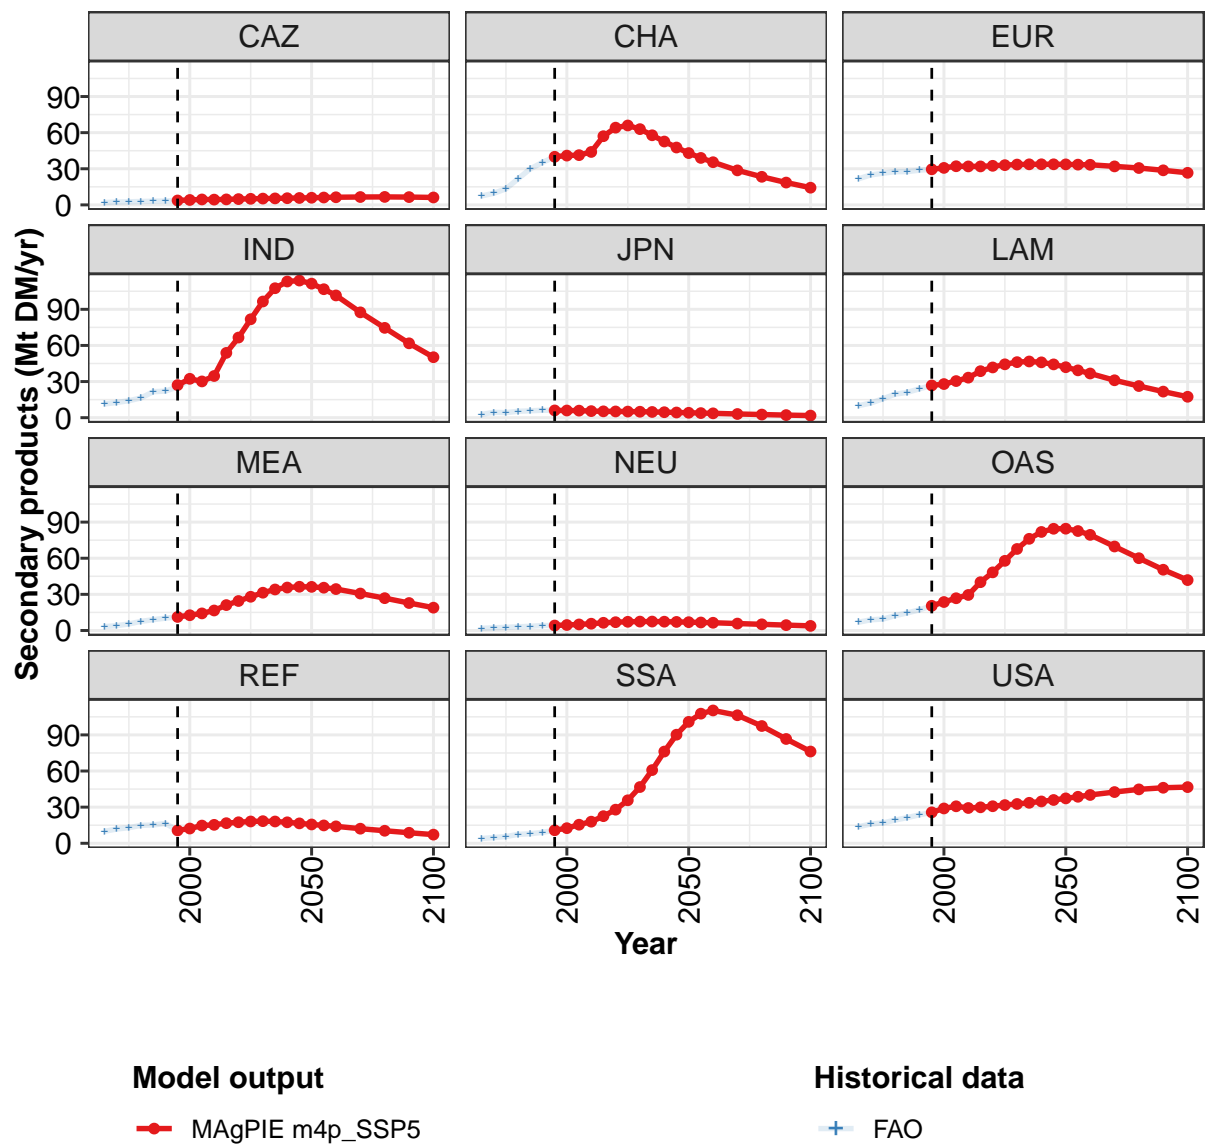 CAZ CHA EUR
90
60
30
0
IND JPN LAM
90
60
30
0
MEA NEU OAS
90
60
30
0
REF SSA USA
90
60
30
0
Secondary products (Mt DM/yr)
2000 2050 2100 2000 2050 2100 2000 2050 2100
Year
Model output Historical data
MAgPIE m4p_SSP5 FAO